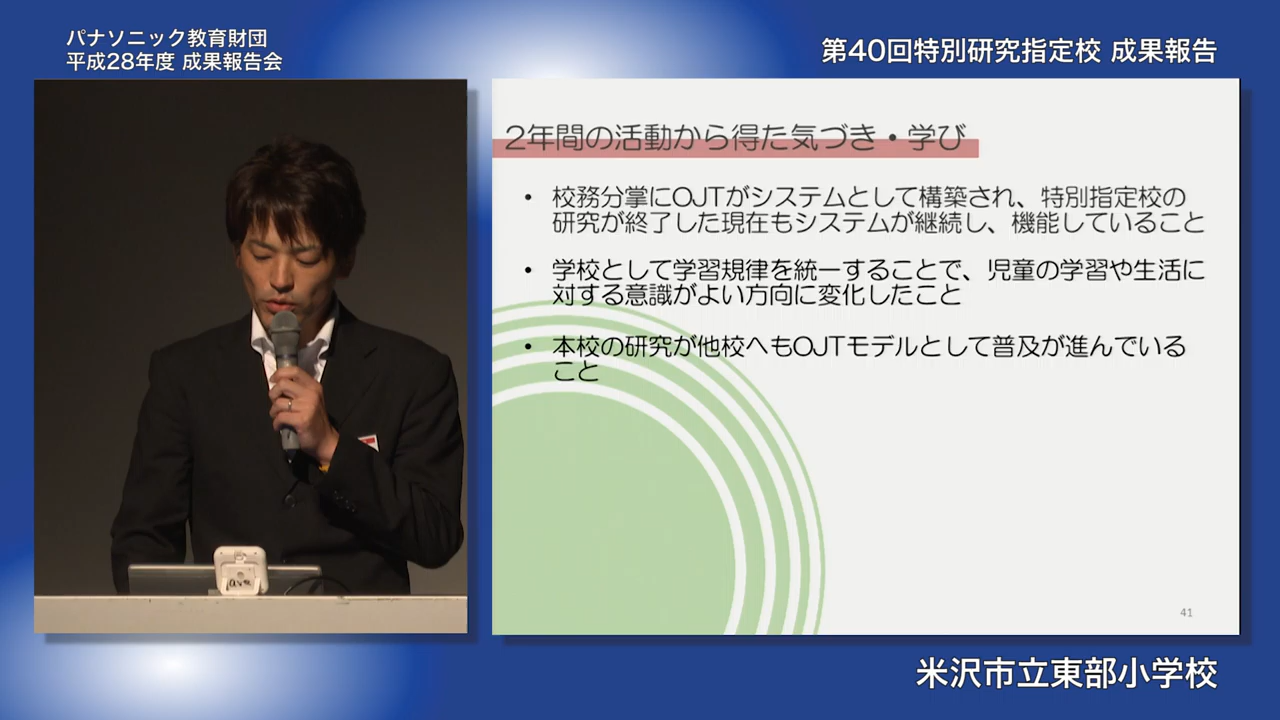 パナソニック教育財団
平成28年度 成果報告会
第40回特別研究指定校 成果報告
2年間の活動から得た気づき・学び
• 校務分掌にOJTがシステムとして構築され、特別指定校の
研究が終了した現在もシステムが継続し、機能していること
• 学校として学習規律を統一することで、児童の学習や生活に
対する意識がよい方向に変化したこと
• 本校の研究が他校へもOJTモデルとして普及が進んでいる
こと
41
米沢市立東部小学校